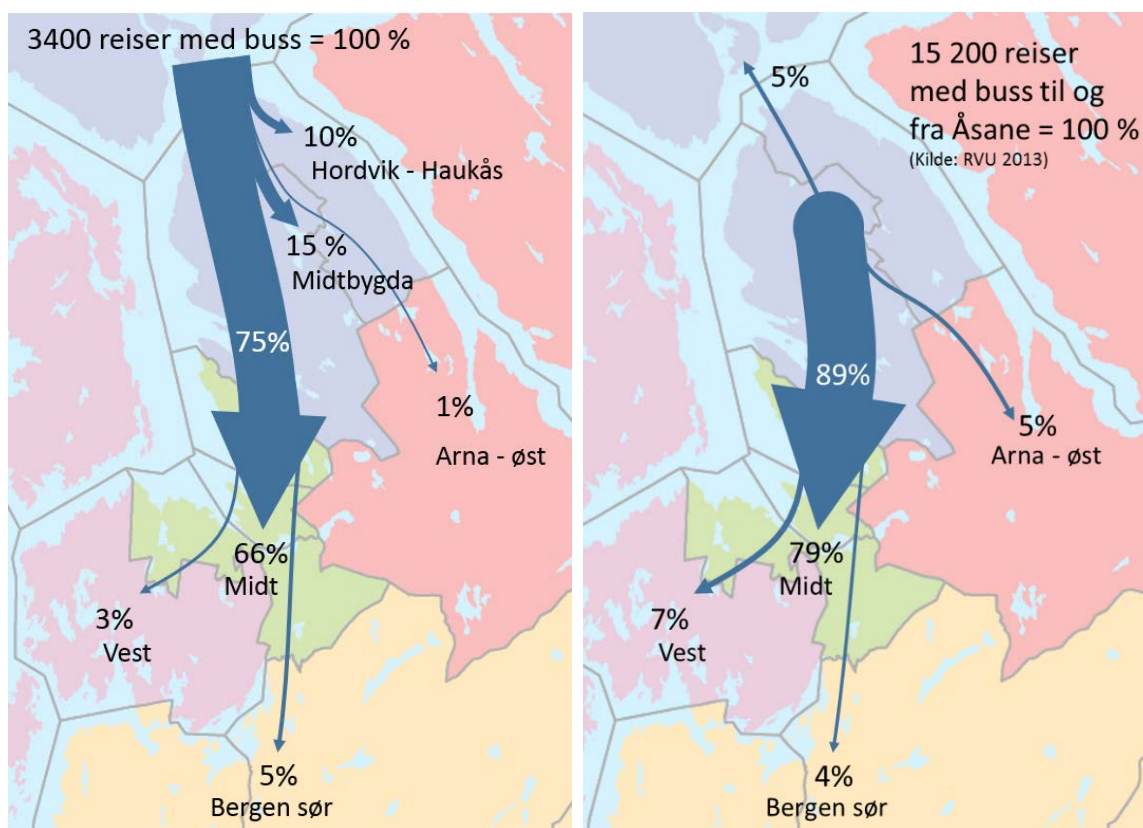 3400 reiser med buss = 100 %
10%
Hordvik - Haukås
15 %
Midtbygda
75%
1%
Arna - øst
66%
Midt
3%
Vest
5%
Bergen sør
5%
15 200 reiser
med buss til og
fra Åsane = 100 %
(Kilde: RVU 2013)
89%
5%
Arna - øst
79%
Midt
7%
Vest
4%
Bergen sør